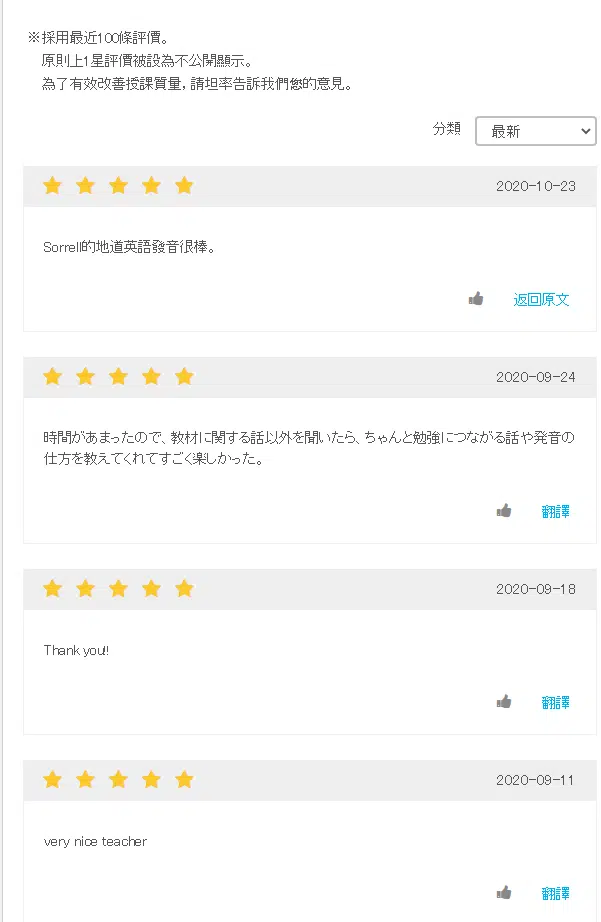 ※採用最近100條評價。
原則上1星評價被設為不公開顯示。
為了有效改善授課質量，請坦率告訴我們您的意見。
分類 最新
2020-10-23
Sorrell的地道英語發音很棒。
返回原文
2020-09-24
時間があまったので、教材に関する話以外を聞いたら、ちゃんと勉強につながる話や発音の
仕方を教えてくれてすごく楽しかった。
翻譯
2020-09-18
Thank you!!
翻譯
2020-09-11
very nice teacher
翻譯